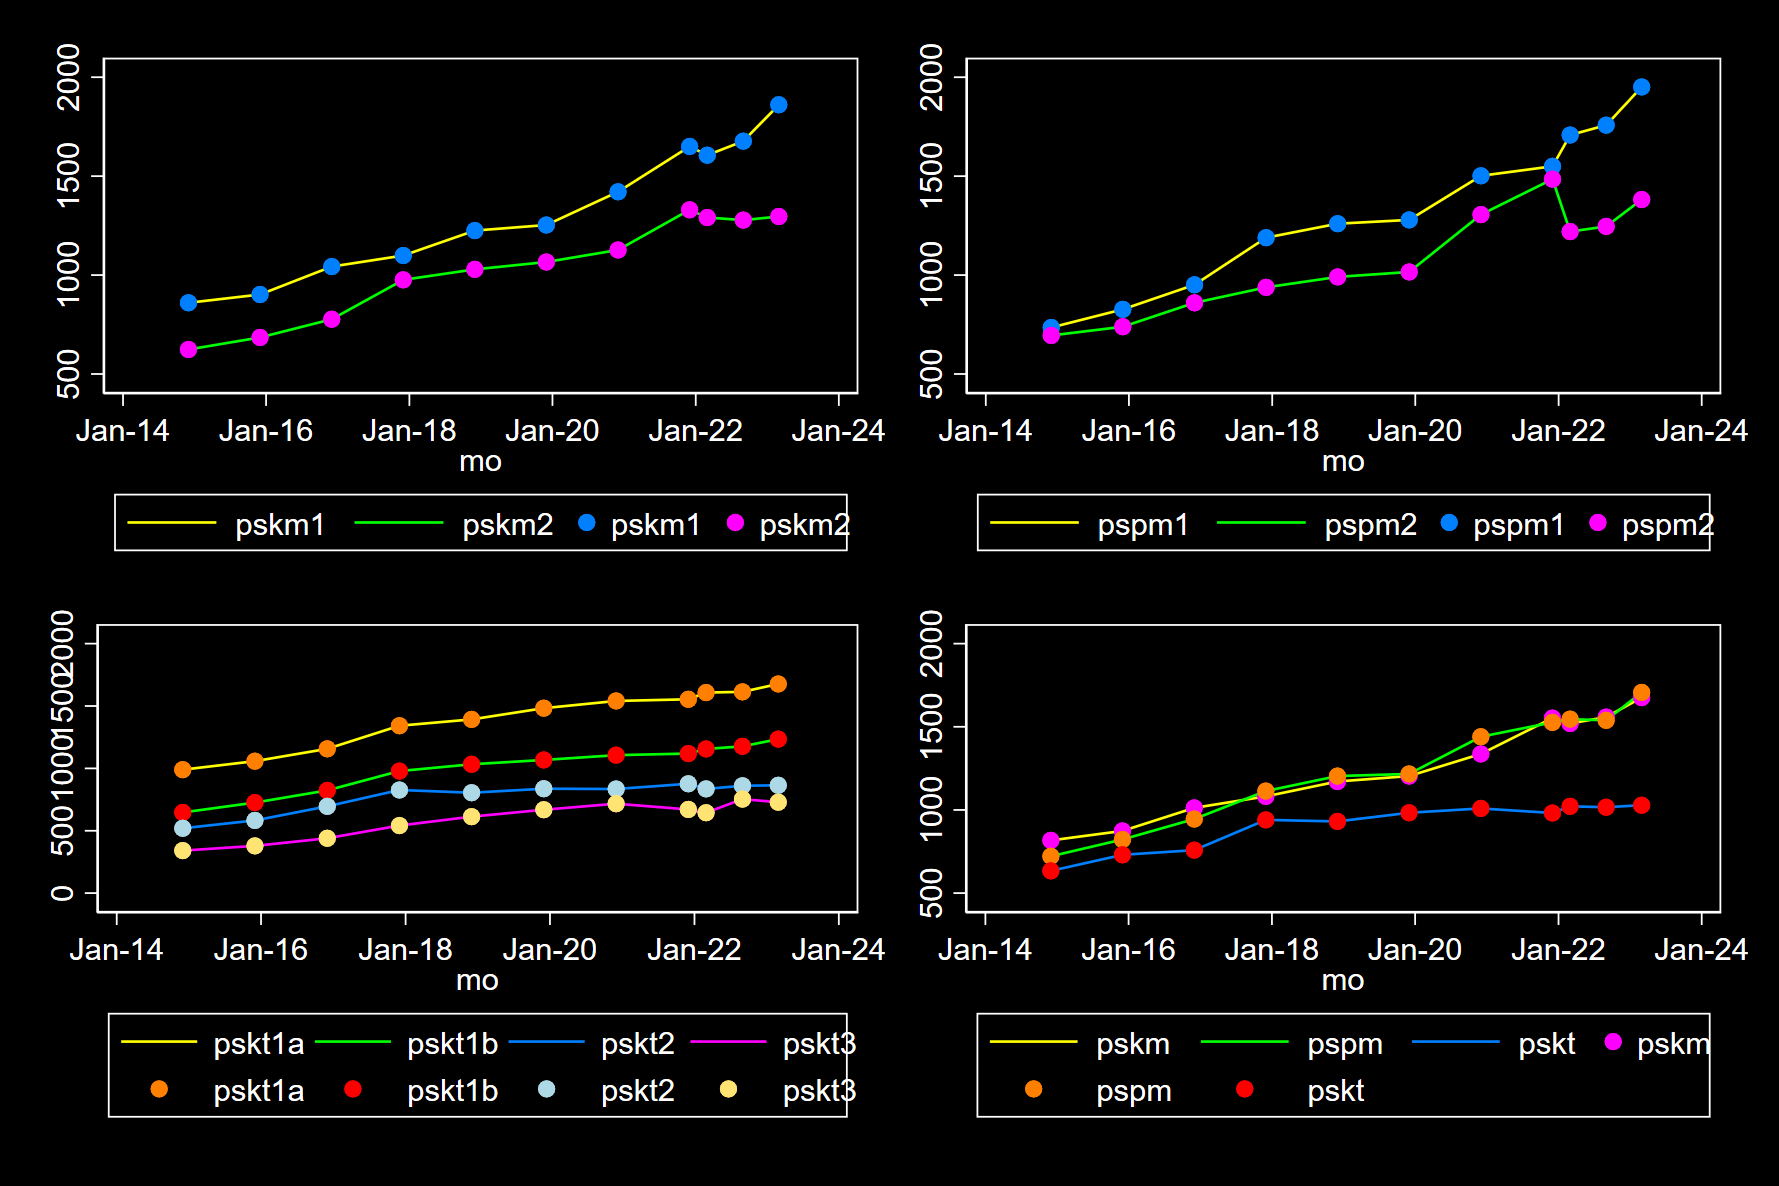 2000
1500
1000
500
Jan-14 Jan-16 Jan-18 Jan-20 Jan-22 Jan-24
mo
pskm1 pskm2 pskm1 pskm2
2000
1500
1000
500
Jan-14 Jan-16 Jan-18 Jan-20 Jan-22 Jan-24
mo
pspm1 pspm2 pspm1 pspm2
2000
1500
1000
500
0
Jan-14 Jan-16 Jan-18 Jan-20 Jan-22 Jan-24
mo
pskt1a pskt1b pskt2 pskt3
pskt1a pskt1b pskt2 pskt3
2000
1500
1000
500
Jan-14 Jan-16 Jan-18 Jan-20 Jan-22 Jan-24
mo
pskm pspm pskt pskm
pspm pskt